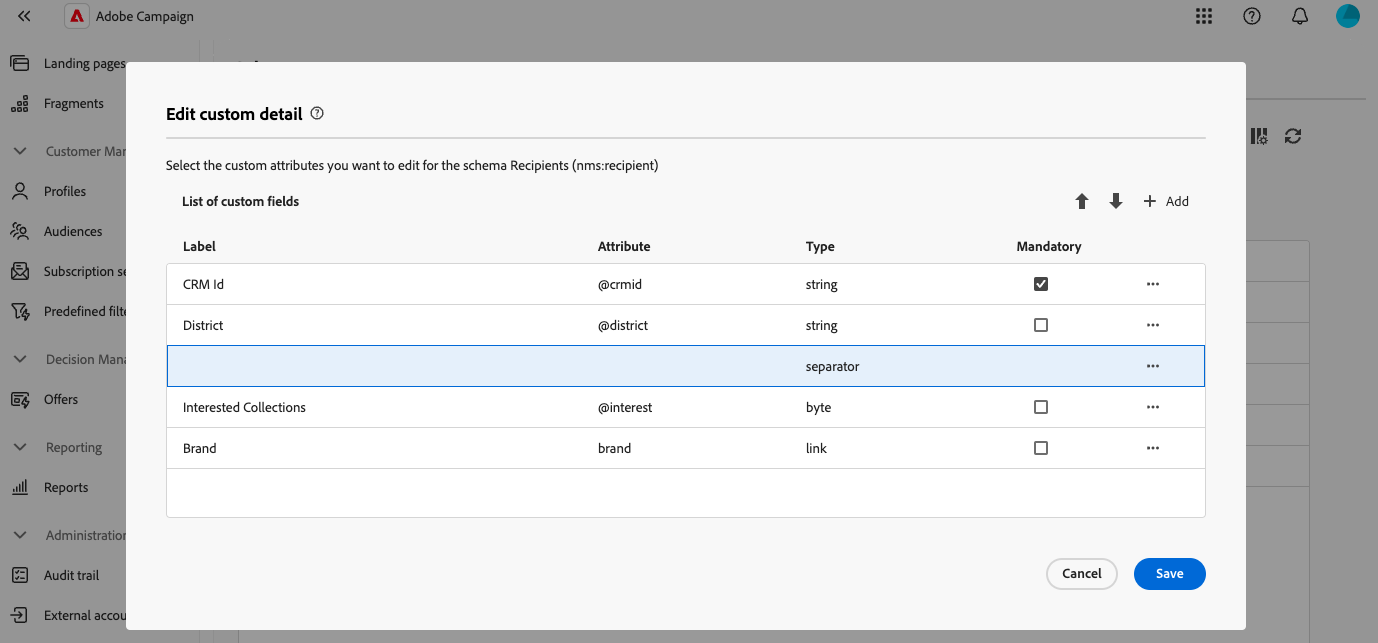 Adobe Campaign
Landing pages
Fragments
Customer Mar
Profiles
Audiences
Subscription se
Predefined filte
Decision Mana
Offers
Reporting
Reports
Administration
Audit trail
External accou
Edit custom detail
Select the custom attributes you want to edit for the schema Recipients (nms:recipient)
List of custom fields
Add
Label Attribute Type Mandatory
CRM Id @crmid string
District @district string
separator
Interested Collections @interest byte
Brand brand link
Cancel Save